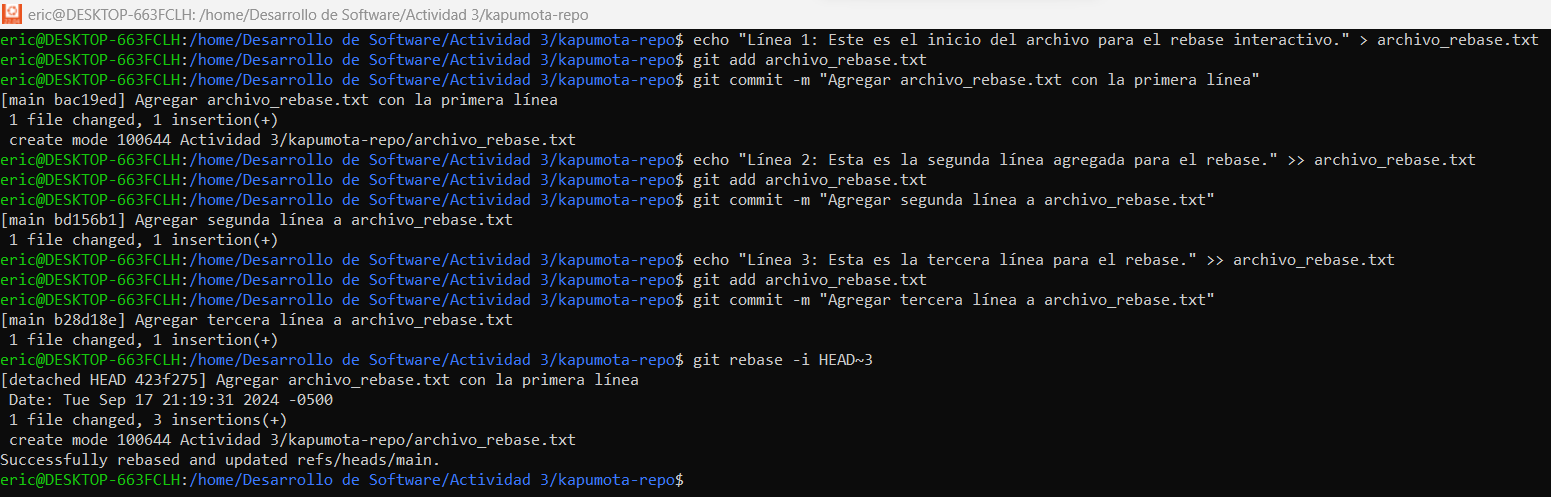 eric@DESKTOP-663FCLH: /home/Desarrollo de Software/Actividad 3/kapumota-repo
eric@DESKTOP-663FCLH:/home/Desarrollo de Software/Actividad 3/kapumota-repo$ echo "Línea 1: Este es el inicio del archivo para el rebase interactivo." > archivo_rebase.txt
eric@DESKTOP-663FCLH:/home/Desarrollo de Software/Actividad 3/kapumota-repo$ git add archivo_rebase.txt
eric@DESKTOP-663FCLH:/home/Desarrollo de Software/Actividad 3/kapumota-repo$ git commit -m "Agregar archivo_rebase.txt con la primera línea"
[main bac19ed] Agregar archivo_rebase.txt con la primera línea
 1 file changed, 1 insertion(+)
 create mode 100644 Actividad 3/kapumota-repo/archivo_rebase.txt
eric@DESKTOP-663FCLH:/home/Desarrollo de Software/Actividad 3/kapumota-repo$ echo "Línea 2: Esta es la segunda línea agregada para el rebase." >> archivo_rebase.txt
eric@DESKTOP-663FCLH:/home/Desarrollo de Software/Actividad 3/kapumota-repo$ git add archivo_rebase.txt
eric@DESKTOP-663FCLH:/home/Desarrollo de Software/Actividad 3/kapumota-repo$ git commit -m "Agregar segunda línea a archivo_rebase.txt"
[main bd156b1] Agregar segunda línea a archivo_rebase.txt
 1 file changed, 1 insertion(+)
eric@DESKTOP-663FCLH:/home/Desarrollo de Software/Actividad 3/kapumota-repo$ echo "Línea 3: Esta es la tercera línea para el rebase." >> archivo_rebase.txt
eric@DESKTOP-663FCLH:/home/Desarrollo de Software/Actividad 3/kapumota-repo$ git add archivo_rebase.txt
eric@DESKTOP-663FCLH:/home/Desarrollo de Software/Actividad 3/kapumota-repo$ git commit -m "Agregar tercera línea a archivo_rebase.txt"
[main b28d18e] Agregar tercera línea a archivo_rebase.txt
 1 file changed, 1 insertion(+)
eric@DESKTOP-663FCLH:/home/Desarrollo de Software/Actividad 3/kapumota-repo$ git rebase -i HEAD~3
[detached HEAD 423f275] Agregar archivo_rebase.txt con la primera línea
 Date: Tue Sep 17 21:19:31 2024 -0500
 1 file changed, 3 insertions(+)
 create mode 100644 Actividad 3/kapumota-repo/archivo_rebase.txt
Successfully rebased and updated refs/heads/main.
eric@DESKTOP-663FCLH:/home/Desarrollo de Software/Actividad 3/kapumota-repo$